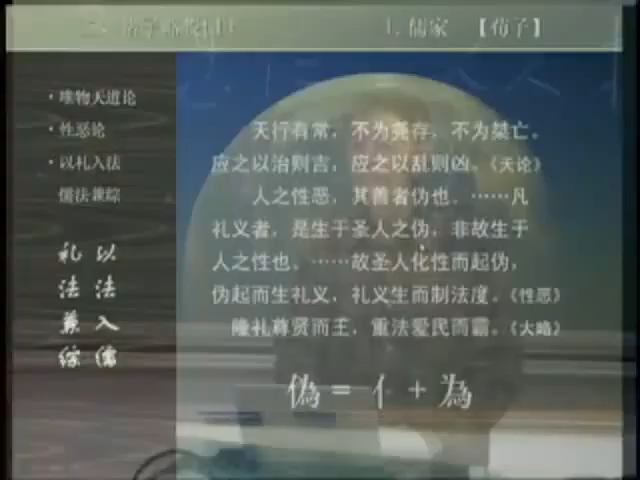 1. 儒家 【荀子】
·唯物天道论
·性恶论
·以礼入法
儒法兼综
礼 以
法 法
兼 入
综 儒
天行有常，不为尧存，不为桀亡。
应之以治则吉，应之以乱则凶。《天论》
人之性恶，其善者伪也。……凡
礼义者，是生于圣人之伪，非故生于
人之性也。……故圣人化性而起伪，
伪起而生礼义，礼义生而制法度。《性恶》
隆礼尊贤而王，重法爱民而霸。《大略》
偽＝亻＋為